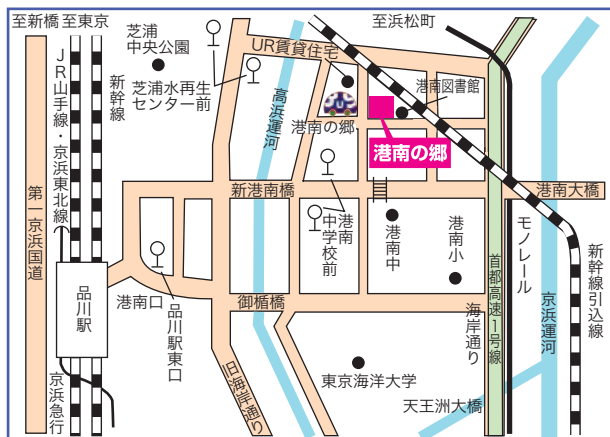 至新橋
至東京
芝浦
中央公園
至浜松町
UR賃貸住宅
JR山手線・京浜東北線
新幹線
芝浦水再生
センター前
高浜運河
港南図書館
港南の郷
港南の郷
第一京浜国道
新港南橋
港南大橋
港南
中学校前
港南中
港南小
首都高速1号線
モノレール
新幹線引込線
品川駅
港南口
品川駅東口
御楯橋
海岸通り
京浜運河
旧海岸通り
東京海洋大学
天王洲大橋
京浜急行